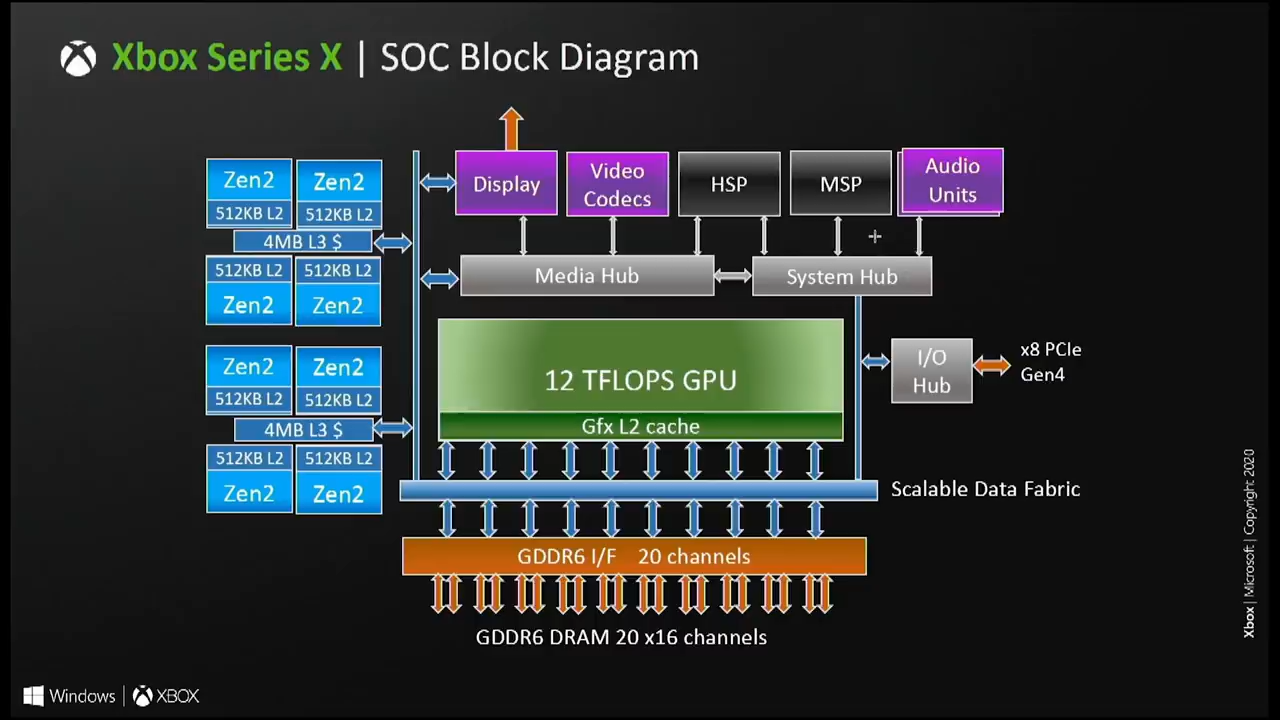 Xbox Series X | SOC Block Diagram
Zen2
Zen2
512KB L2
512KB L2
4MB L3 $
512KB L2
512KB L2
Zen2
Zen2
Zen2
Zen2
512KB L2
512KB L2
4MB L3 $
512KB L2
512KB L2
Zen2
Zen2
Display
Video
Codecs
HSP
MSP
Audio
Units
Media Hub
System Hub
12 TFLOPS GPU
Gfx L2 cache
I/O
Hub
x8 PCIe
Gen4
Scalable Data Fabric
GDDR6 I/F 20 channels
GDDR6 DRAM 20 x16 channels
Xbox | Microsoft | Copyright 2020
Windows | XBOX